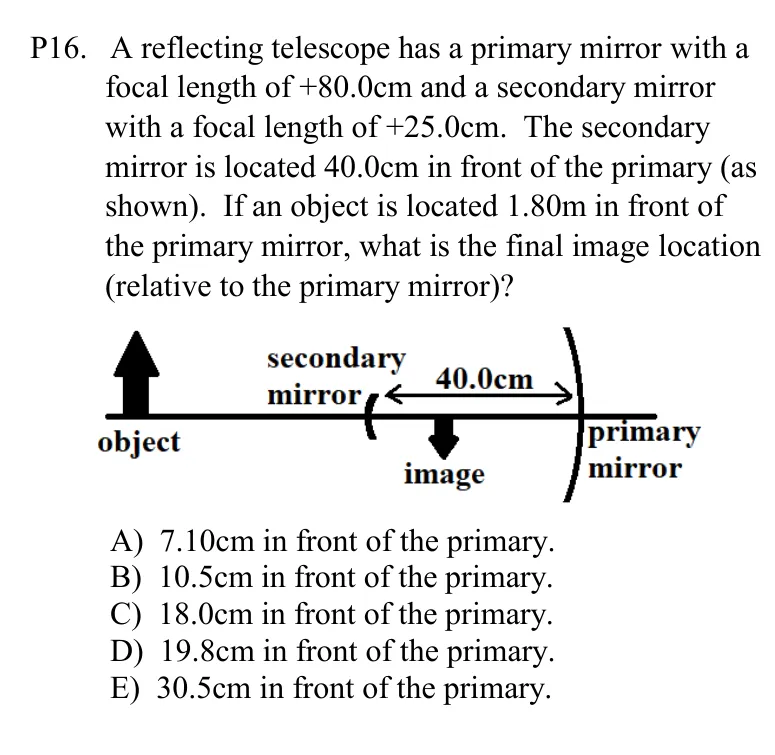 P16. A reflecting telescope has a primary mirror with a
focal length of +80.0cm and a secondary mirror
with a focal length of +25.0cm. The secondary
mirror is located 40.0cm in front of the primary (as
shown). If an object is located 1.80m in front of
the primary mirror, what is the final image location
(relative to the primary mirror)?
secondary
mirror
40.0cm
object
image
primary
mirror
A) 7.10cm in front of the primary.
B) 10.5cm in front of the primary.
C) 18.0cm in front of the primary.
D) 19.8cm in front of the primary.
E) 30.5cm in front of the primary.